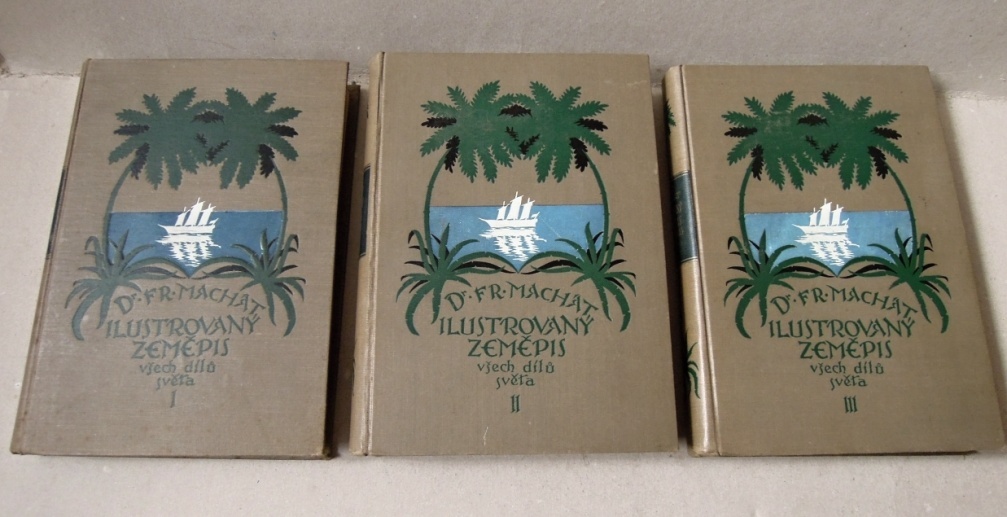 Dr. FR. MACHÁT
ILUSTROVANÝ
ZEMĚPIS
všech dílů
světa
I
Dr. FR. MACHÁT
ILUSTROVANÝ
ZEMĚPIS
všech dílů
světa
II
Dr. FR. MACHÁT
ILUSTROVANÝ
ZEMĚPIS
všech dílů
světa
III